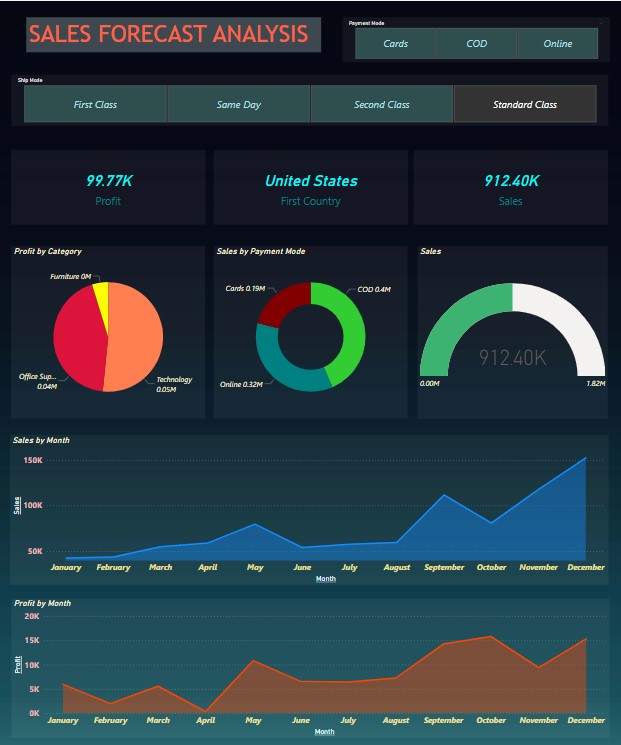 SALES FORECAST ANALYSIS
Payment Mode
Cards COD Online
Ship Mode
First Class Same Day Second Class Standard Class
99.77K United States 912.40K
Profit First Country Sales
Profit by Category
Furniture 0M
Office Sup...
0.04M
Technology
0.05M
Sales by Payment Mode
Cards 0.19M
COD 0.4M
Online 0.32M
Sales
912.40K
0.00M 1.82M
Sales by Month
150K
100K
50K
Sales
January February March April May June July August September October November December
Month
Profit by Month
20K
15K
10K
5K
0K
Profit
January February March April May June July August September October November December
Month